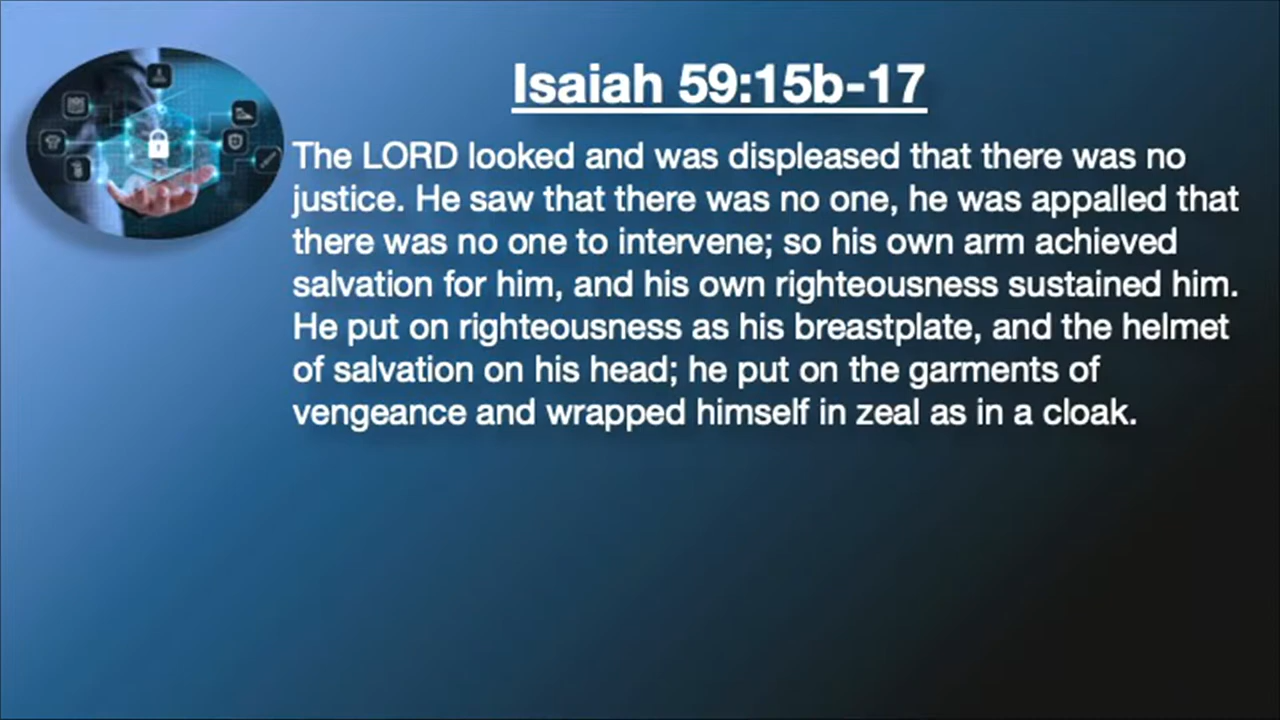 Isaiah 59:15b-17
The LORD looked and was displeased that there was no
justice. He saw that there was no one, he was appalled that
there was no one to intervene; so his own arm achieved
salvation for him, and his own righteousness sustained him.
He put on righteousness as his breastplate, and the helmet
of salvation on his head; he put on the garments of
vengeance and wrapped himself in zeal as in a cloak.